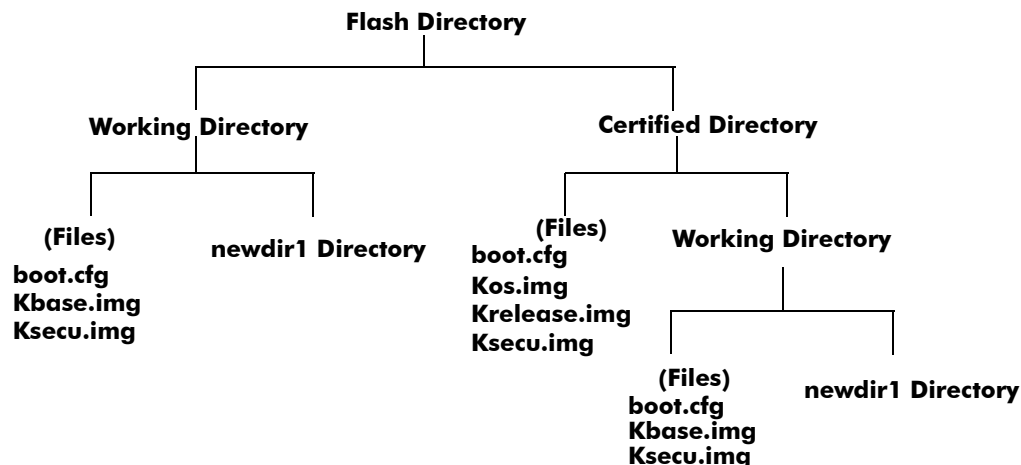 Flash Directory
Working Directory
Certified Directory
(Files)
boot.cfg
Kbase.img
Ksecu.img
newdir1 Directory
(Files)
boot.cfg
Kos.img
Krelease.img
Ksecu.img
Working Directory
(Files)
boot.cfg
Kbase.img
Ksecu.img
newdir1 Directory